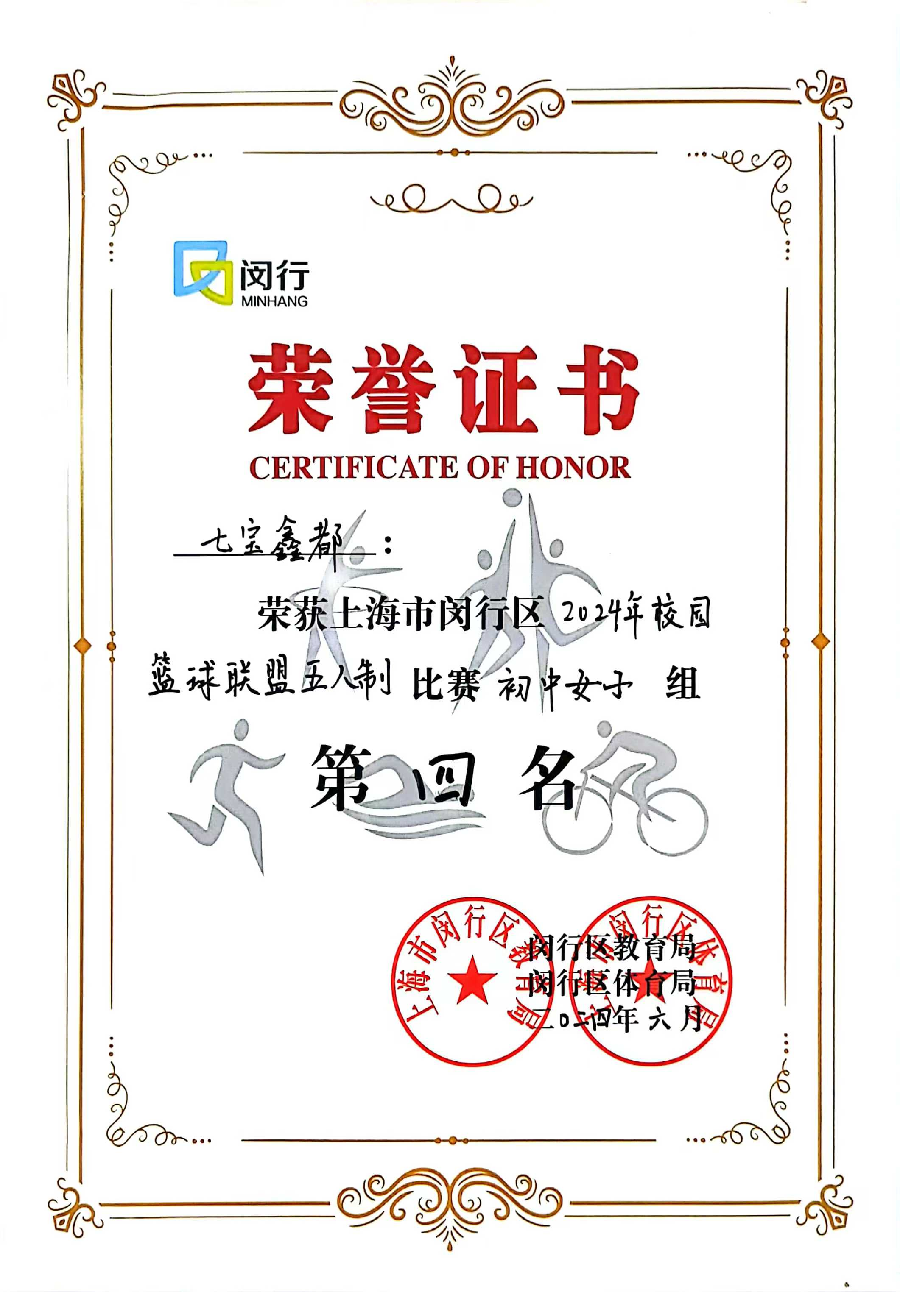 闵行
MINHANG
荣誉证书
CERTIFICATE OF HONOR
七宝鑫都：
荣获上海市闵行区2024年校园
篮球联盟五人制 比赛 初中女子 组
第四名
上海市闵行区教育局
上海市闵行区体育局
闵行区教育局
闵行区体育局
二〇二四年六月